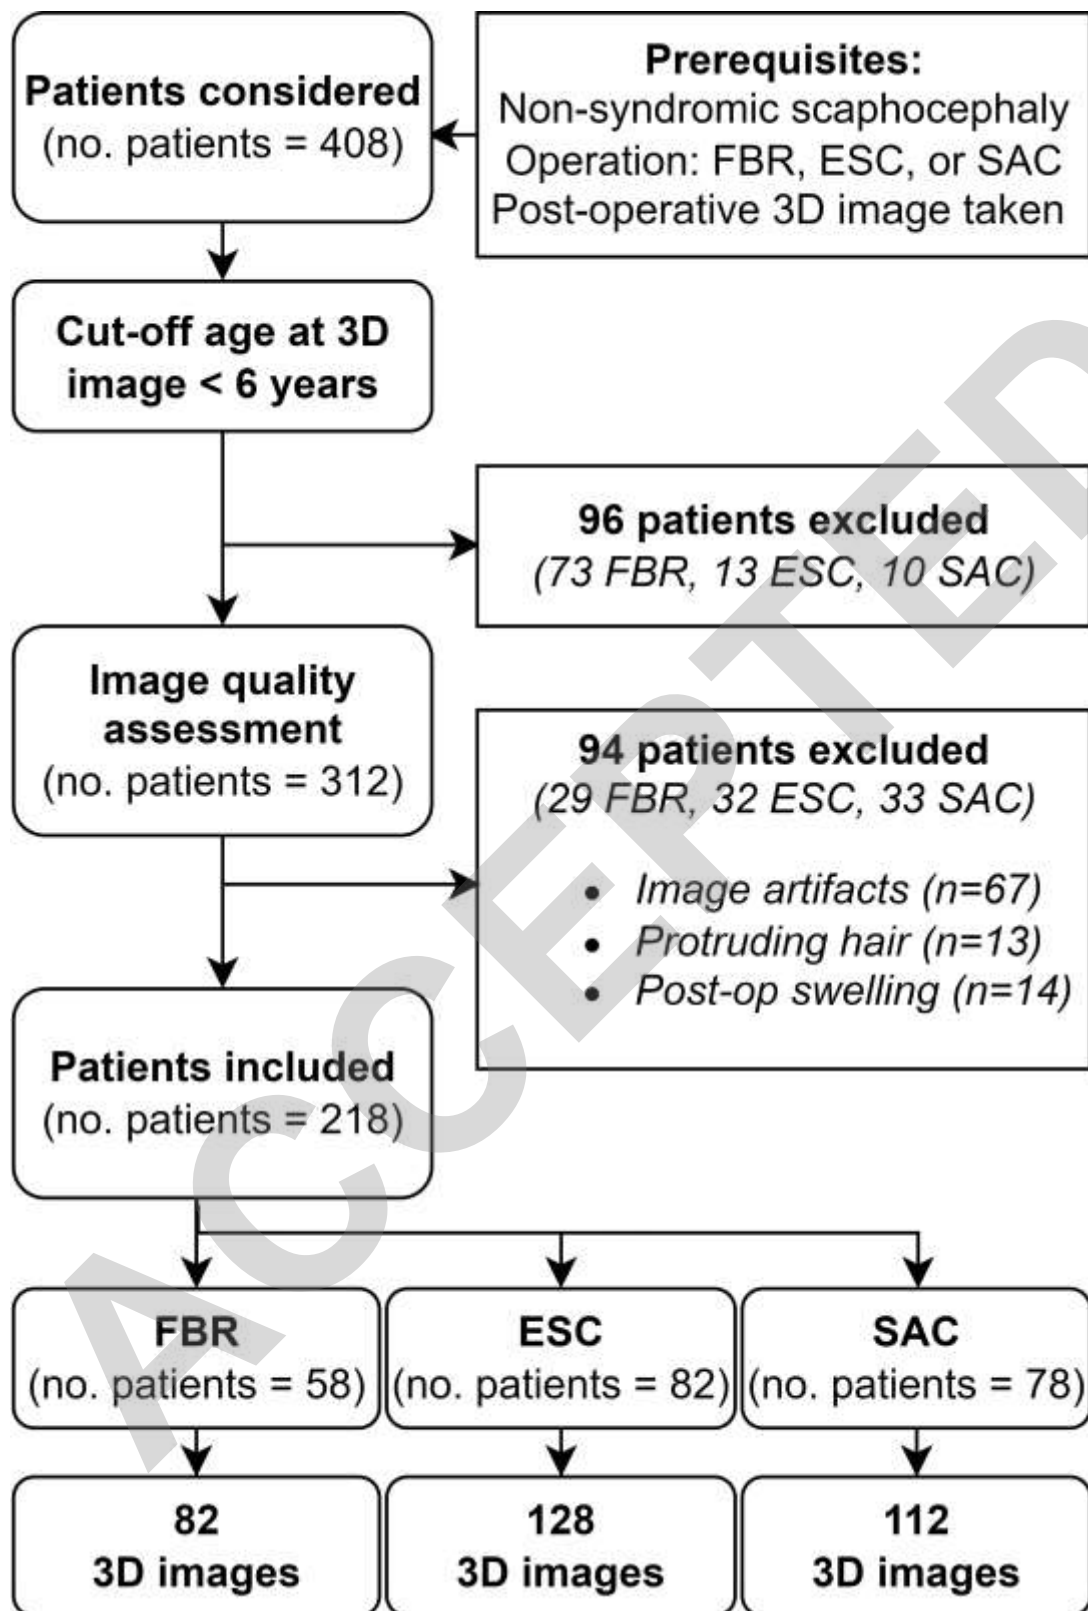 Patients considered
(no. patients = 408)
Prerequisites:
Non-syndromic scaphocephaly
Operation: FBR, ESC, or SAC
Post-operative 3D image taken
Cut-off age at 3D
image < 6 years
96 patients excluded
(73 FBR, 13 ESC, 10 SAC)
Image quality
assessment
(no. patients = 312)
94 patients excluded
(29 FBR, 32 ESC, 33 SAC)
• Image artifacts (n=67)
• Protruding hair (n=13)
• Post-op swelling (n=14)
Patients included
(no. patients = 218)
FBR
(no. patients = 58)
ESC
(no. patients = 82)
SAC
(no. patients = 78)
82
3D images
128
3D images
112
3D images
ACCEPTED